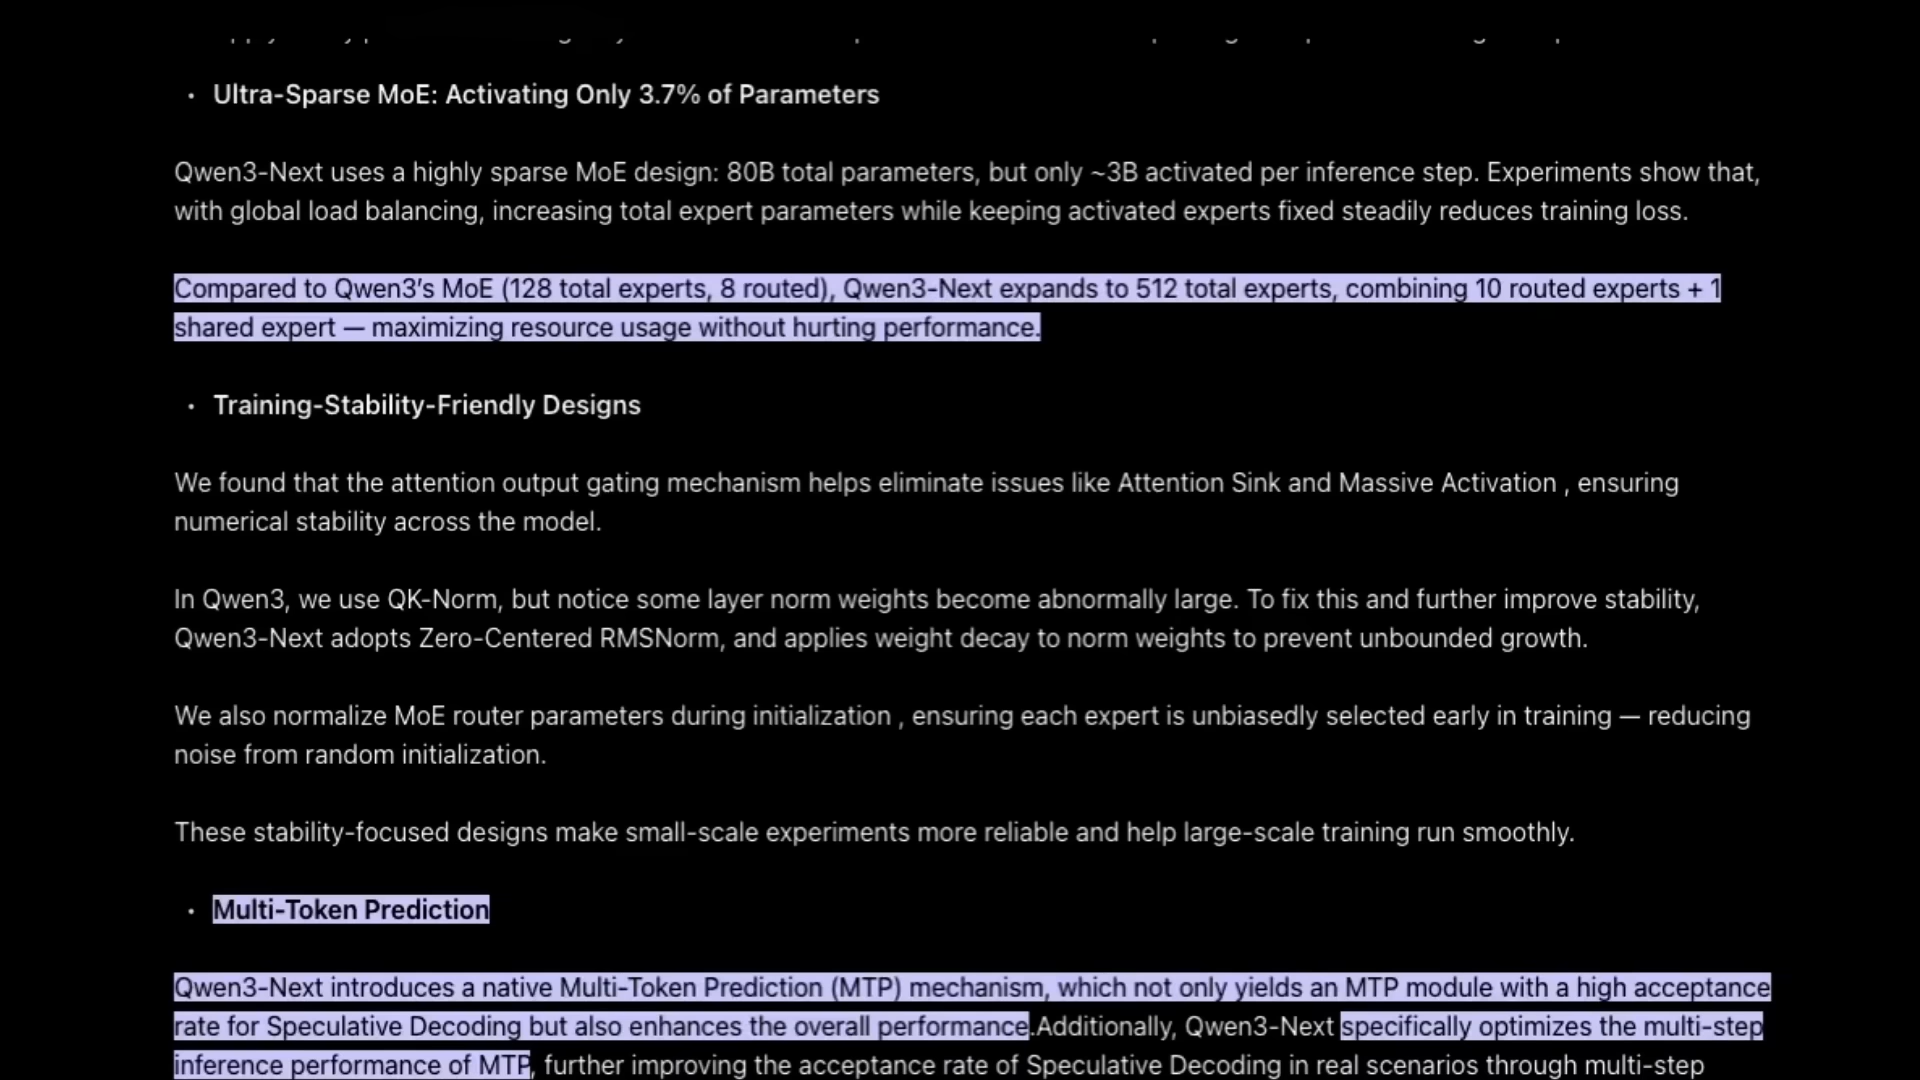 • Ultra-Sparse MoE: Activating Only 3.7% of Parameters
Qwen3-Next uses a highly sparse MoE design: 80B total parameters, but only ~3B activated per inference step. Experiments show that,
with global load balancing, increasing total expert parameters while keeping activated experts fixed steadily reduces training loss.
Compared to Qwen3’s MoE (128 total experts, 8 routed), Qwen3-Next expands to 512 total experts, combining 10 routed experts + 1
shared expert — maximizing resource usage without hurting performance.
• Training-Stability-Friendly Designs
We found that the attention output gating mechanism helps eliminate issues like Attention Sink and Massive Activation , ensuring
numerical stability across the model.
In Qwen3, we use QK-Norm, but notice some layer norm weights become abnormally large. To fix this and further improve stability,
Qwen3-Next adopts Zero-Centered RMSNorm, and applies weight decay to norm weights to prevent unbounded growth.
We also normalize MoE router parameters during initialization , ensuring each expert is unbiasedly selected early in training — reducing
noise from random initialization.
These stability-focused designs make small-scale experiments more reliable and help large-scale training run smoothly.
• Multi-Token Prediction
Qwen3-Next introduces a native Multi-Token Prediction (MTP) mechanism, which not only yields an MTP module with a high acceptance
rate for Speculative Decoding but also enhances the overall performance.Additionally, Qwen3-Next specifically optimizes the multi-step
inference performance of MTP, further improving the acceptance rate of Speculative Decoding in real scenarios through multi-step